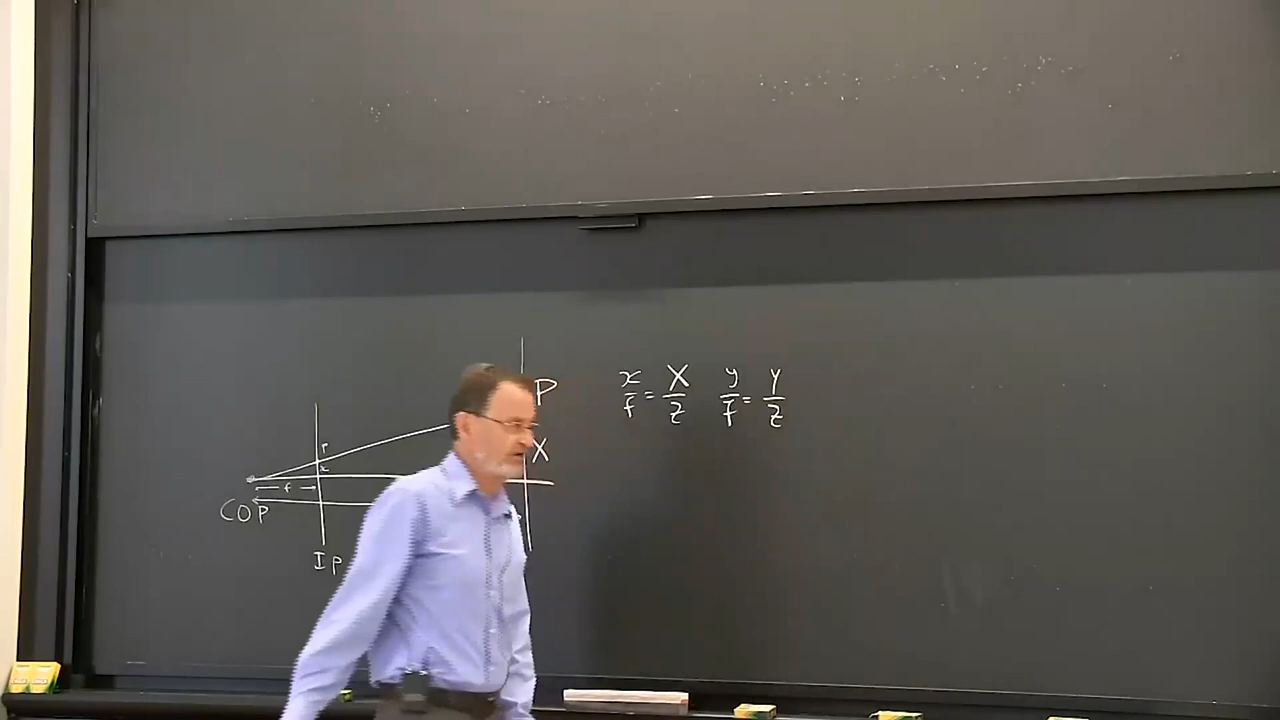 x/f = X/Z y/f = Y/Z
P
P
X
x
f
COP
IP